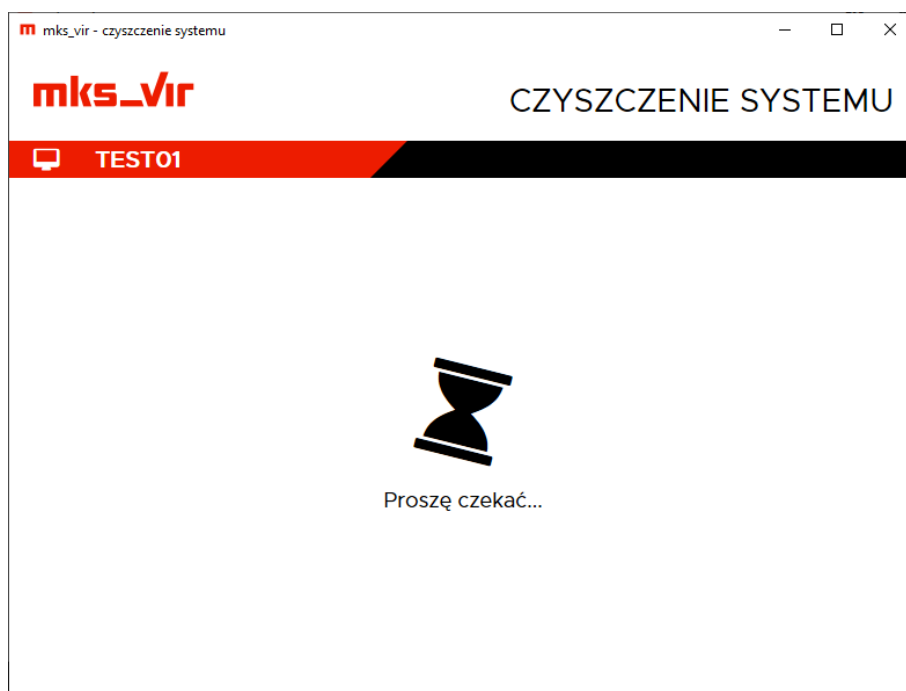 mks_vir - czyszczenie systemu
mks_vir
CZYSZCZENIE SYSTEMU
TEST01
Proszę czekać...